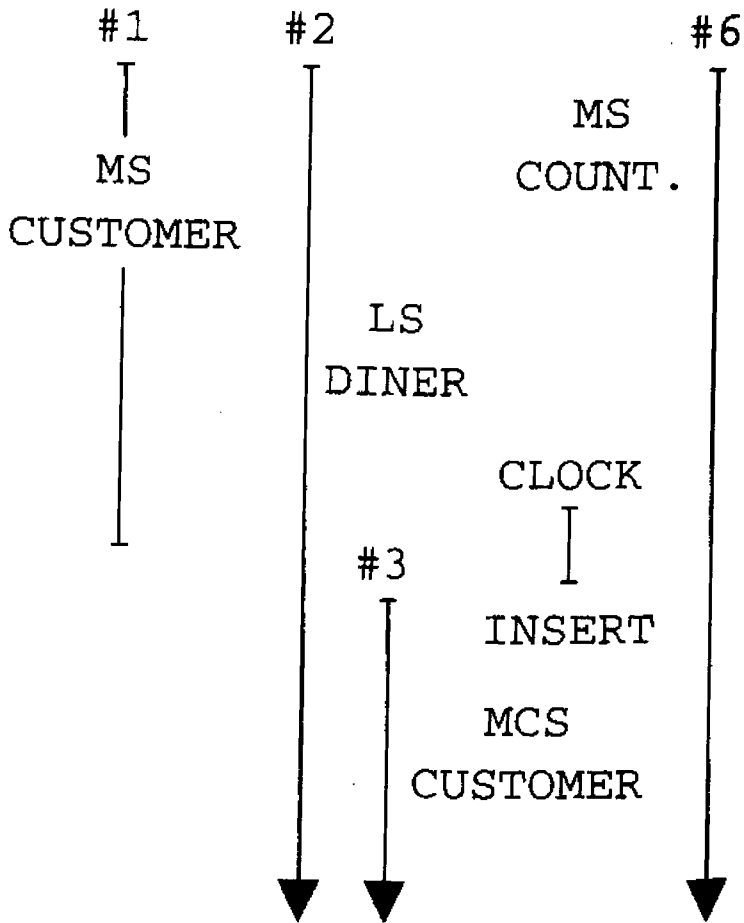 #1
#2
#6
MS
CUSTOMER
MS
COUNT.
LS
DINER
CLOCK
#3
INSERT
MCS
CUSTOMER